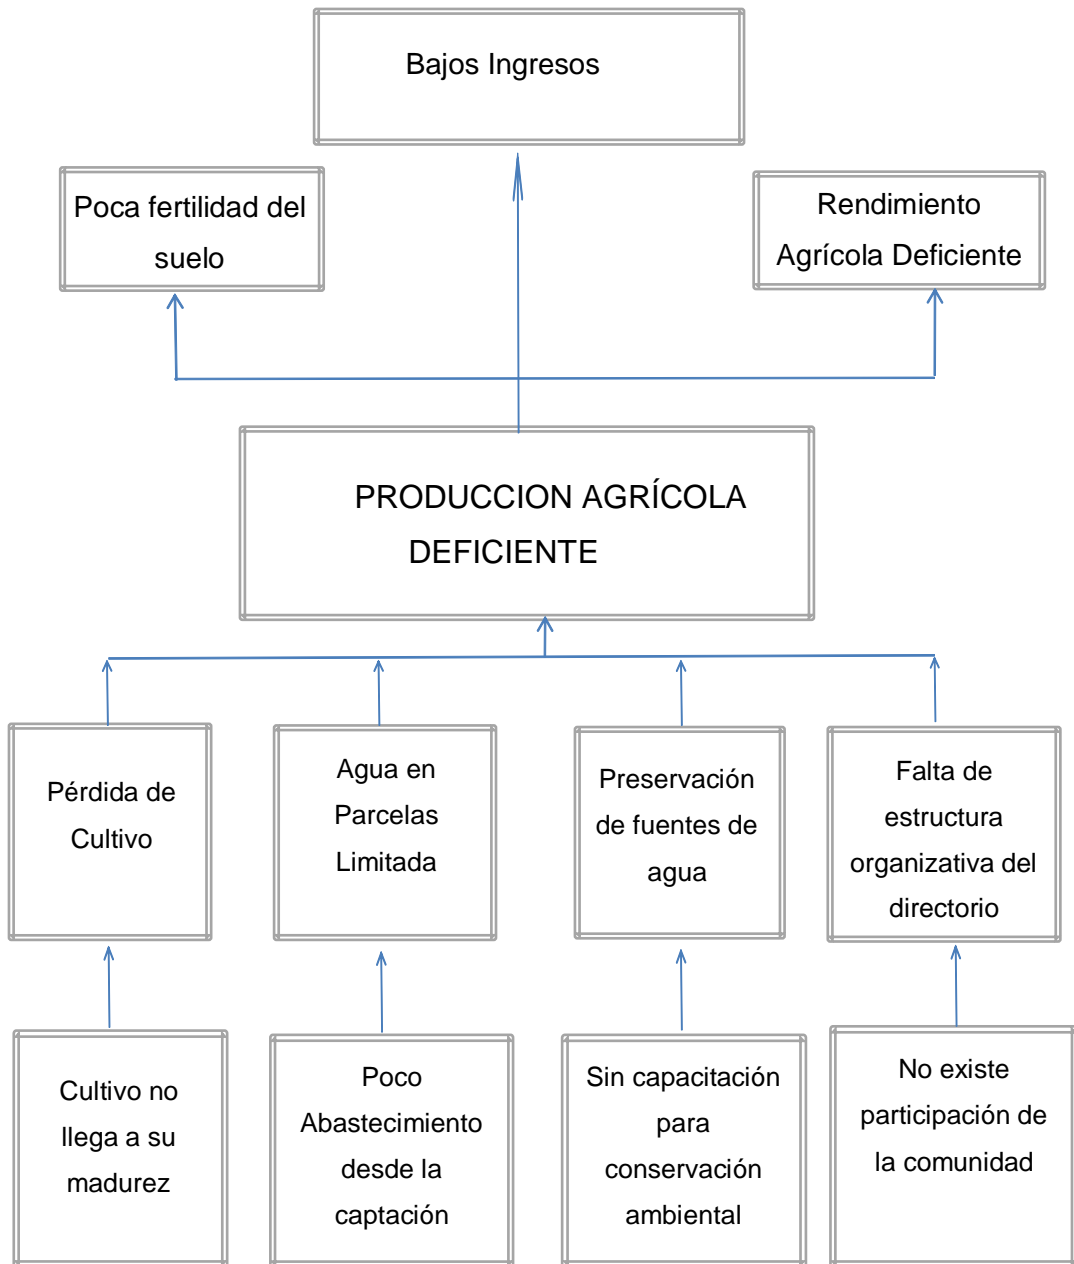 Bajos Ingresos
Poca fertilidad del
suelo
Rendimiento
Agrícola Deficiente
PRODUCCION AGRÍCOLA
DEFICIENTE
Pérdida de
Cultivo
Agua en
Parcelas
Limitada
Preservación
de fuentes de
agua
Falta de
estructura
organizativa del
directorio
Cultivo no
llega a su
madurez
Poco
Abastecimiento
desde la
captación
Sin capacitación
para
conservación
ambiental
No existe
participación de
la comunidad